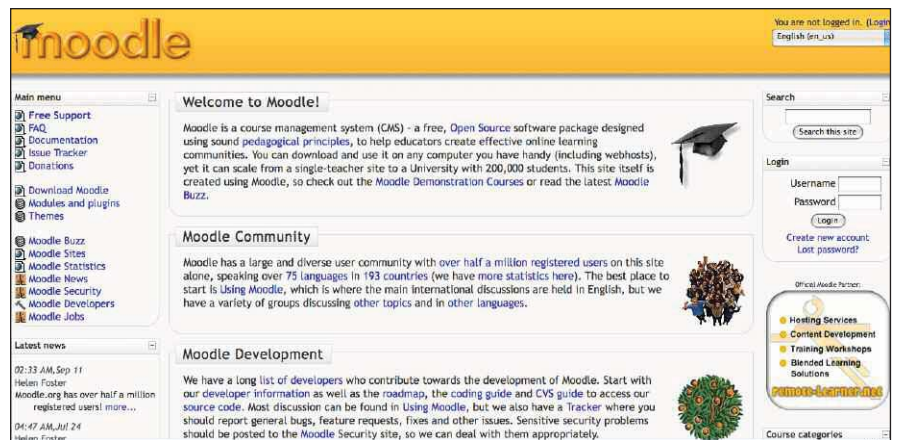 moodle
You are not logged in. (Login
English (en_us)
Main menu
Free Support
FAQ
Documentation
Issue Tracker
Donations
Download Moodle
Modules and plugins
Themes
Moodle Buzz
Moodle Sites
Moodle Statistics
Moodle News
Moodle Security
Moodle Developers
Moodle Jobs
Latest news
02:33 AM, Sep 11
Helen Foster
Moodle.org has over half a million
registered users! more...
04:47 AM, Jul 24
Helen Foster
Welcome to Moodle!
Moodle is a course management system (CMS) - a free, Open Source software package designed
using sound pedagogical principles, to help educators create effective online learning
communities. You can download and use it on any computer you have handy (including webhosts),
yet it can scale from a single-teacher site to a University with 200,000 students. This site itself is
created using Moodle, so check out the Moodle Demonstration Courses or read the latest Moodle
Buzz.
Moodle Community
Moodle has a large and diverse user community with over half a million registered users on this site
alone, speaking over 75 languages in 193 countries (we have more statistics here). The best place to
start is Using Moodle, which is where the main international discussions are held in English, but we
have a variety of groups discussing other topics and in other languages.
Moodle Development
We have a long list of developers who contribute towards the development of Moodle. Start with
our developer information as well as the roadmap, the coding guide and CVS guide to access our
source code. Most discussion can be found in Using Moodle, but we also have a Tracker where you
should report general bugs, feature requests, fixes and other issues. Sensitive security problems
should be posted to the Moodle Security site, so we can deal with them appropriately.
Search
Search this site
Login
Username
Password
Login
Create new account
Lost password?
Official Moodle Partner:
Hosting Services
Content Development
Training Workshops
Blended Learning
Solutions
remote-learner.net
Course categories